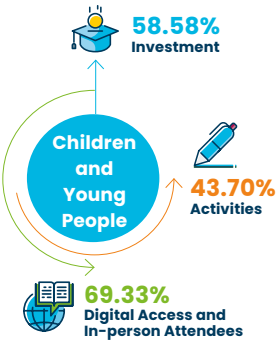 58.58%
Investment
Children
and
Young
People
43.70%
Activities
69.33%
Digital Access and
In-person Attendees